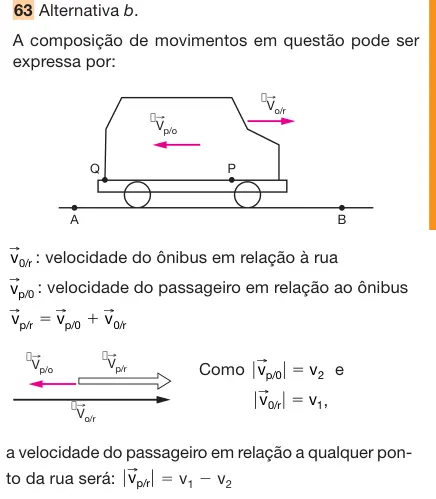 63 Alternativa b.
A composição de movimentos em questão pode ser
expressa por:
V⃗o/r
V⃗p/o
Q
P
A
B
v⃗0/r : velocidade do ônibus em relação à rua
v⃗p/0 : velocidade do passageiro em relação ao ônibus
v⃗p/r = v⃗p/0 + v⃗0/r
V⃗p/o
V⃗p/r
V⃗o/r
Como |v⃗p/0| = v₂ e
|v⃗0/r| = v₁,
a velocidade do passageiro em relação a qualquer pon-
to da rua será: |v⃗p/r| = v₁ − v₂